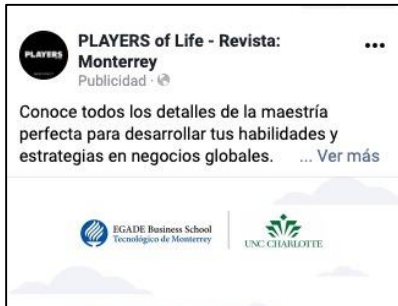 PLAYERS
PLAYERS of Life - Revista:
Monterrey
Publicidad ·
Conoce todos los detalles de la maestría
perfecta para desarrollar tus habilidades y
estrategias en negocios globales. ... Ver más
EGADE Business School
Tecnológico de Monterrey
UNC CHARLOTTE